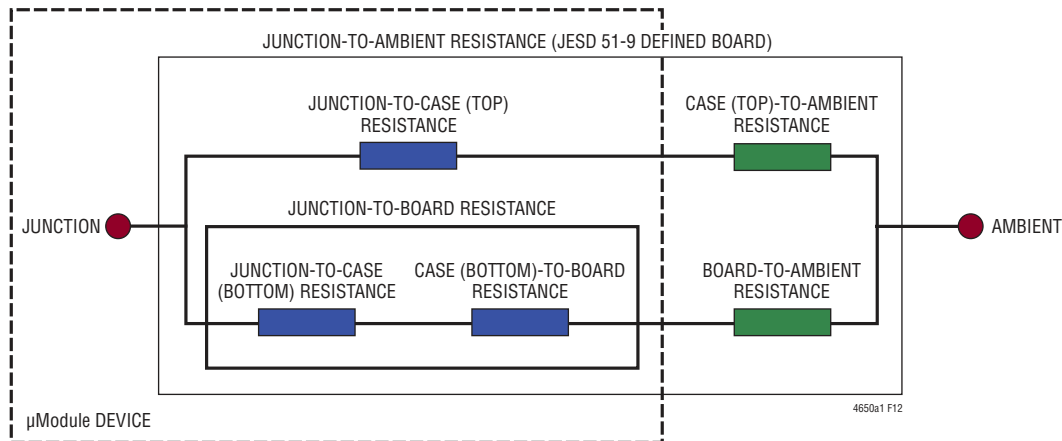 JUNCTION-TO-AMBIENT RESISTANCE (JESD 51-9 DEFINED BOARD)
JUNCTION-TO-CASE (TOP)
RESISTANCE
CASE (TOP)-TO-AMBIENT
RESISTANCE
JUNCTION
JUNCTION-TO-BOARD RESISTANCE
AMBIENT
JUNCTION-TO-CASE
(BOTTOM) RESISTANCE
CASE (BOTTOM)-TO-BOARD
RESISTANCE
BOARD-TO-AMBIENT
RESISTANCE
4650a1 F12
µModule DEVICE